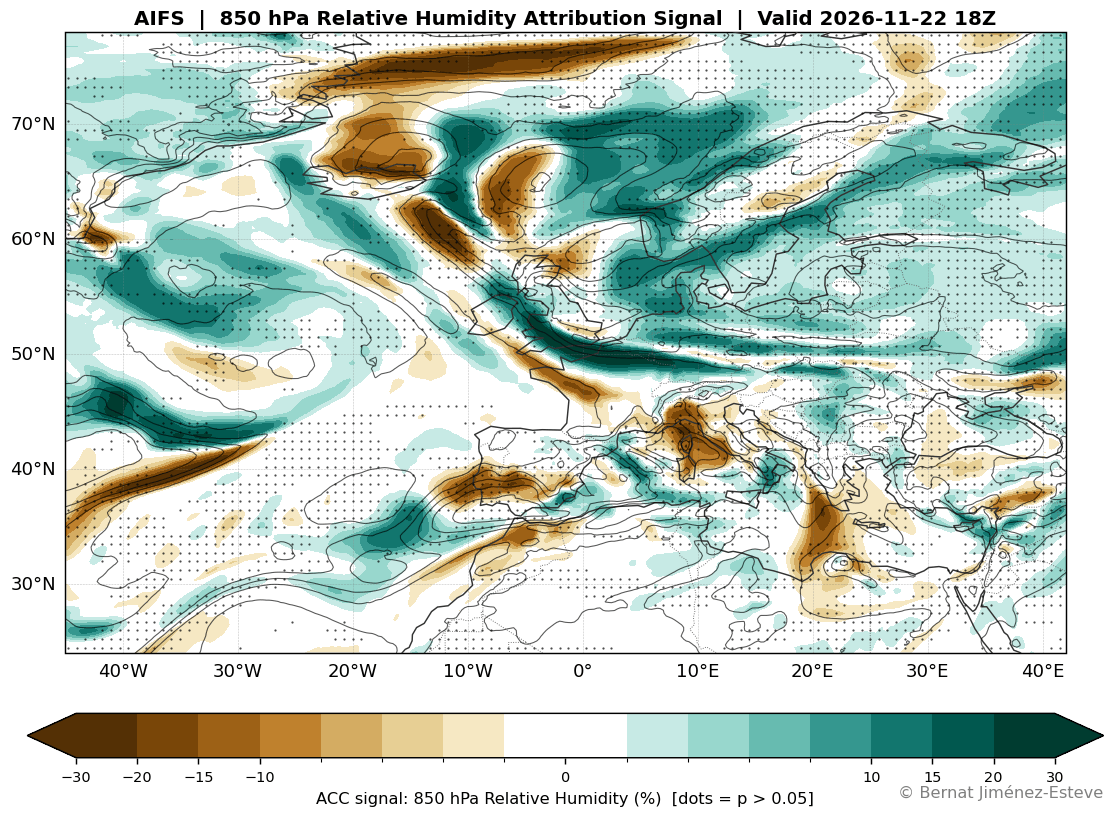 AIFS | 850 hPa Relative Humidity Attribution Signal | Valid 2026-11-22 18Z
70°N
60°N
50°N
40°N
30°N
40°W 30°W 20°W 10°W 0° 10°E 20°E 30°E 40°E
−30 −20 −15 −10 0 10 15 20 30
ACC signal: 850 hPa Relative Humidity (%) [dots = p > 0.05]
© Bernat Jiménez-Esteve